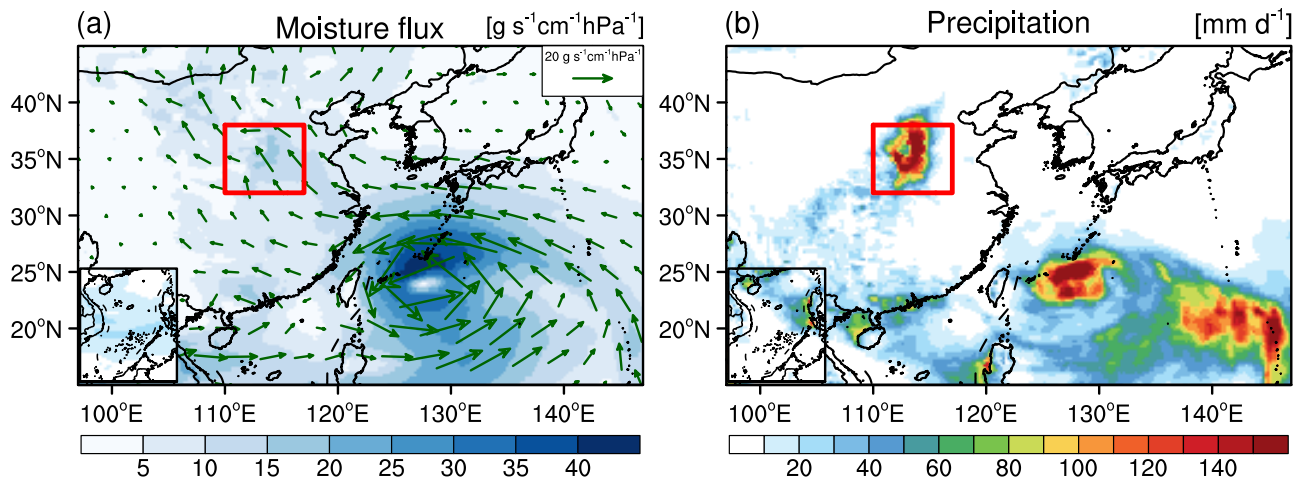 (a) Moisture flux [g s⁻¹cm⁻¹hPa⁻¹]
20 g s⁻¹cm⁻¹hPa⁻¹
40°N
35°N
30°N
25°N
20°N
100°E 110°E 120°E 130°E 140°E
5 10 15 20 25 30 35 40
(b) Precipitation [mm d⁻¹]
40°N
35°N
30°N
25°N
20°N
100°E 110°E 120°E 130°E 140°E
20 40 60 80 100 120 140